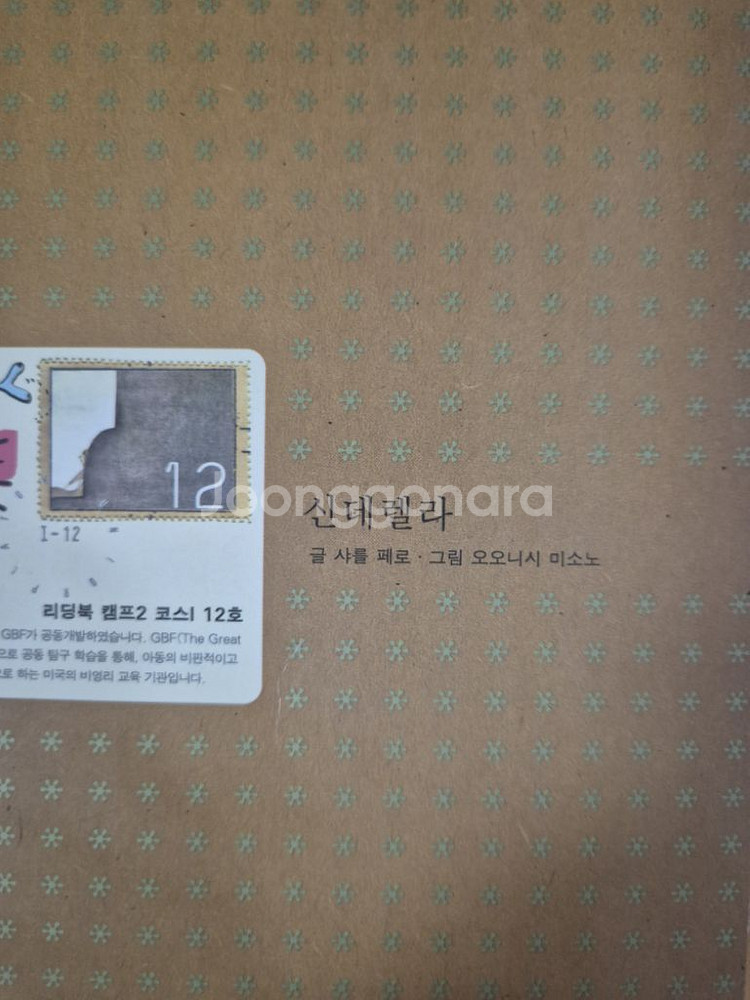 12
Joonggonara
신데렐라
글 샤를 페로 · 그림 오오니시 미소노
I-12
리딩북 캠프2 코스I 12호
GBF가 공동개발하였습니다. GBF(The Great
으로 공동 탐구 학습을 통해, 아동의 비판적이고
로 하는 미국의 비영리 교육 기관입니다.